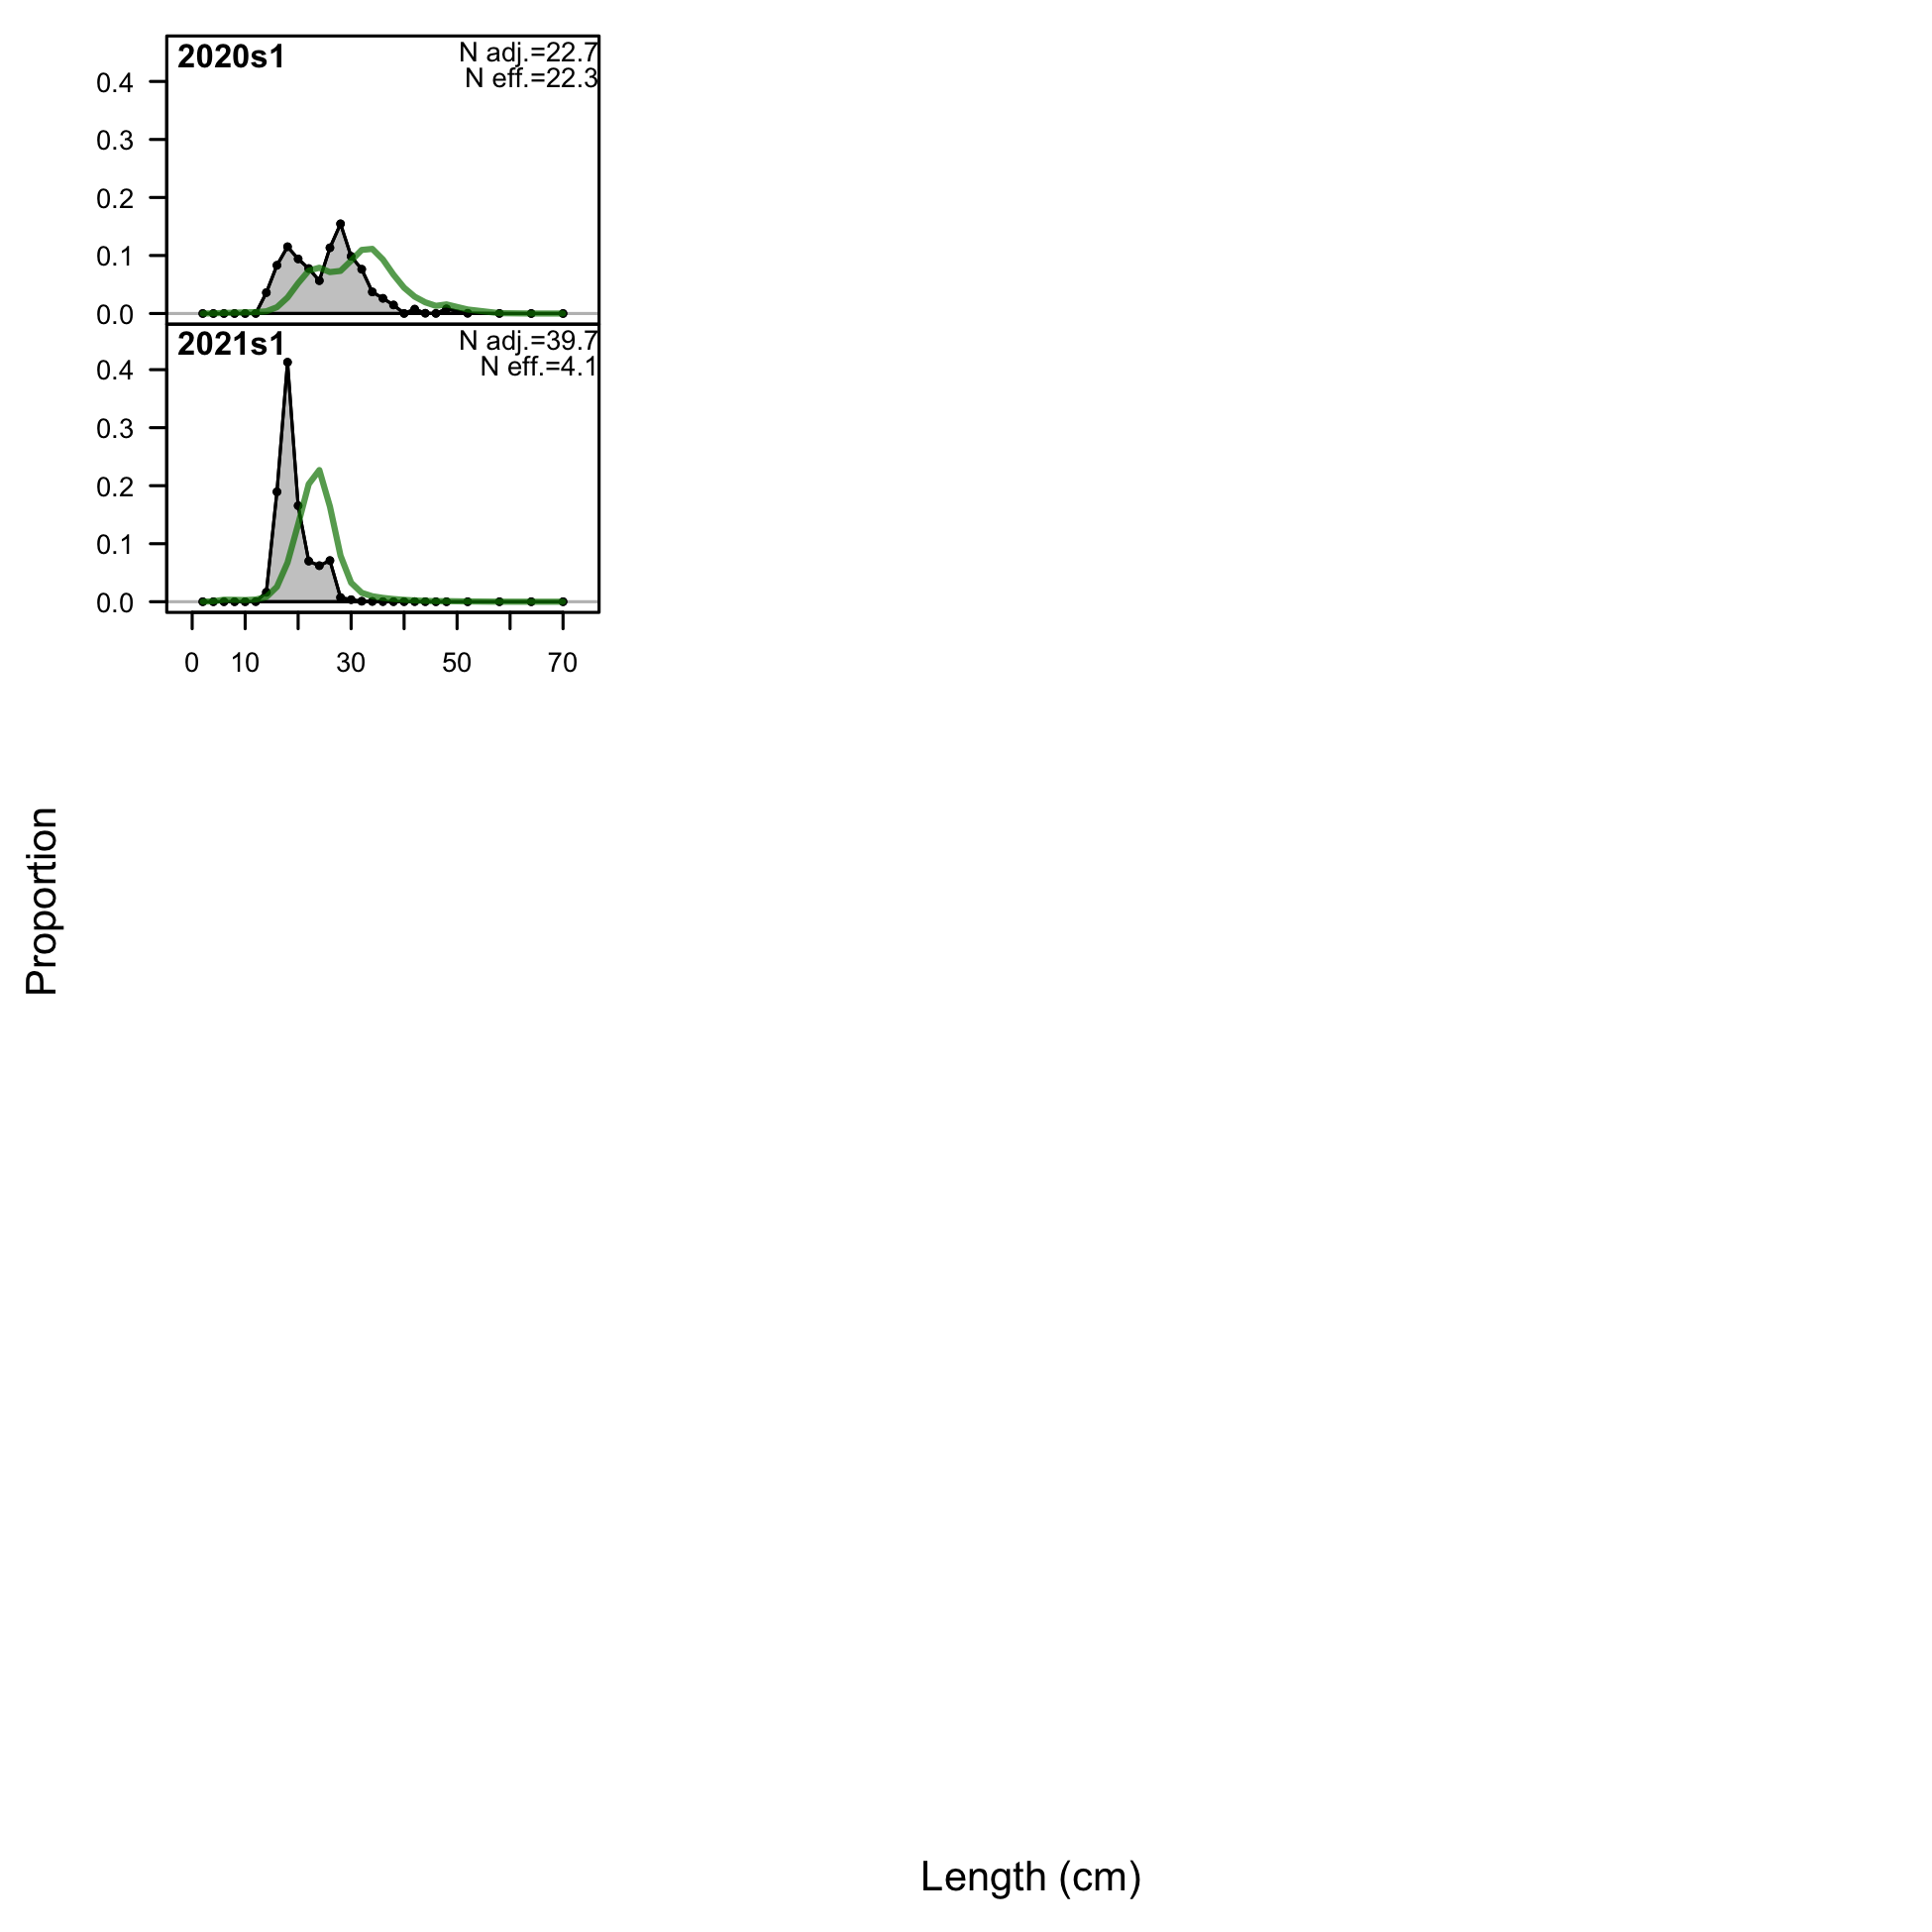 2020s1
N adj.=22.7
N eff.=22.3
0.4
0.3
0.2
0.1
0.0
2021s1
N adj.=39.7
N eff.=4.1
0.4
0.3
0.2
0.1
0.0
0 10 30 50 70
Proportion
Length (cm)